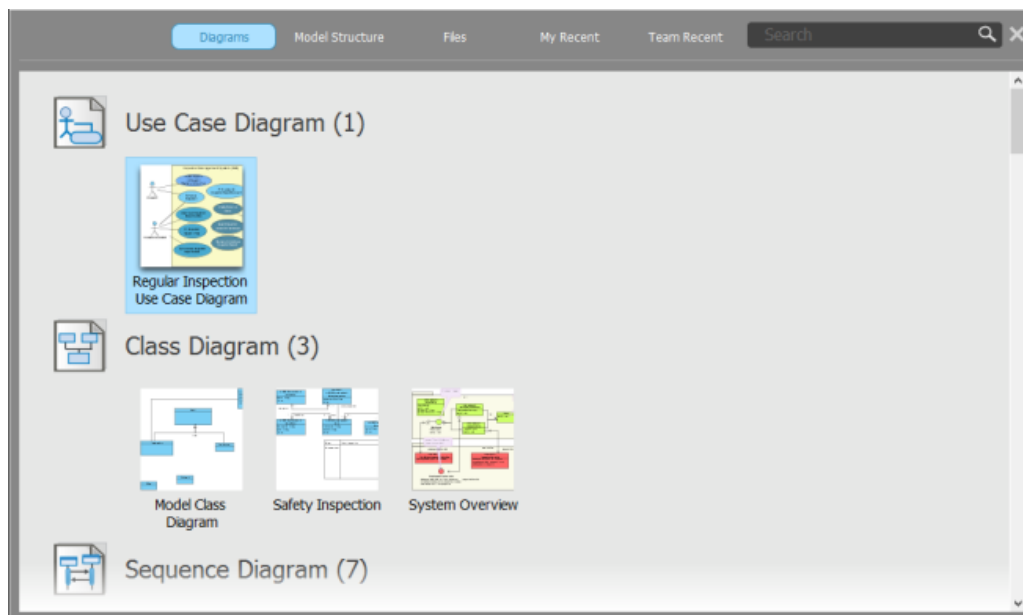 Diagrams Model Structure Files My Recent Team Recent Search
Use Case Diagram (1)
Regular Inspection
Use Case Diagram
Class Diagram (3)
Model Class
Diagram
Safety Inspection
System Overview
Sequence Diagram (7)